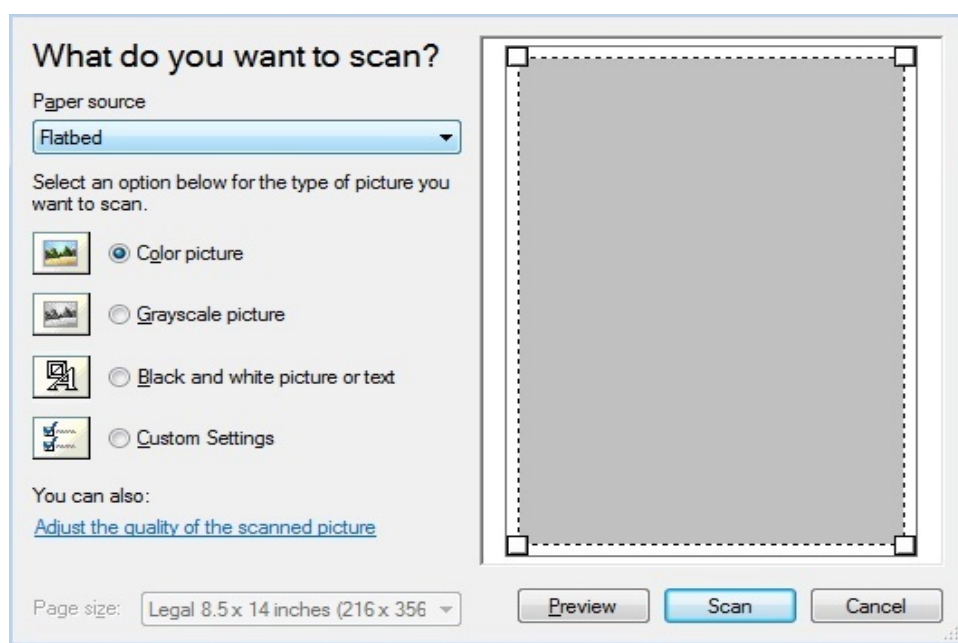 What do you want to scan?
Paper source
Flatbed
Select an option below for the type of picture you
want to scan.
Color picture
Grayscale picture
Black and white picture or text
Custom Settings
You can also:
Adjust the quality of the scanned picture
Page size: Legal 8.5 x 14 inches (216 x 356
Preview Scan Cancel